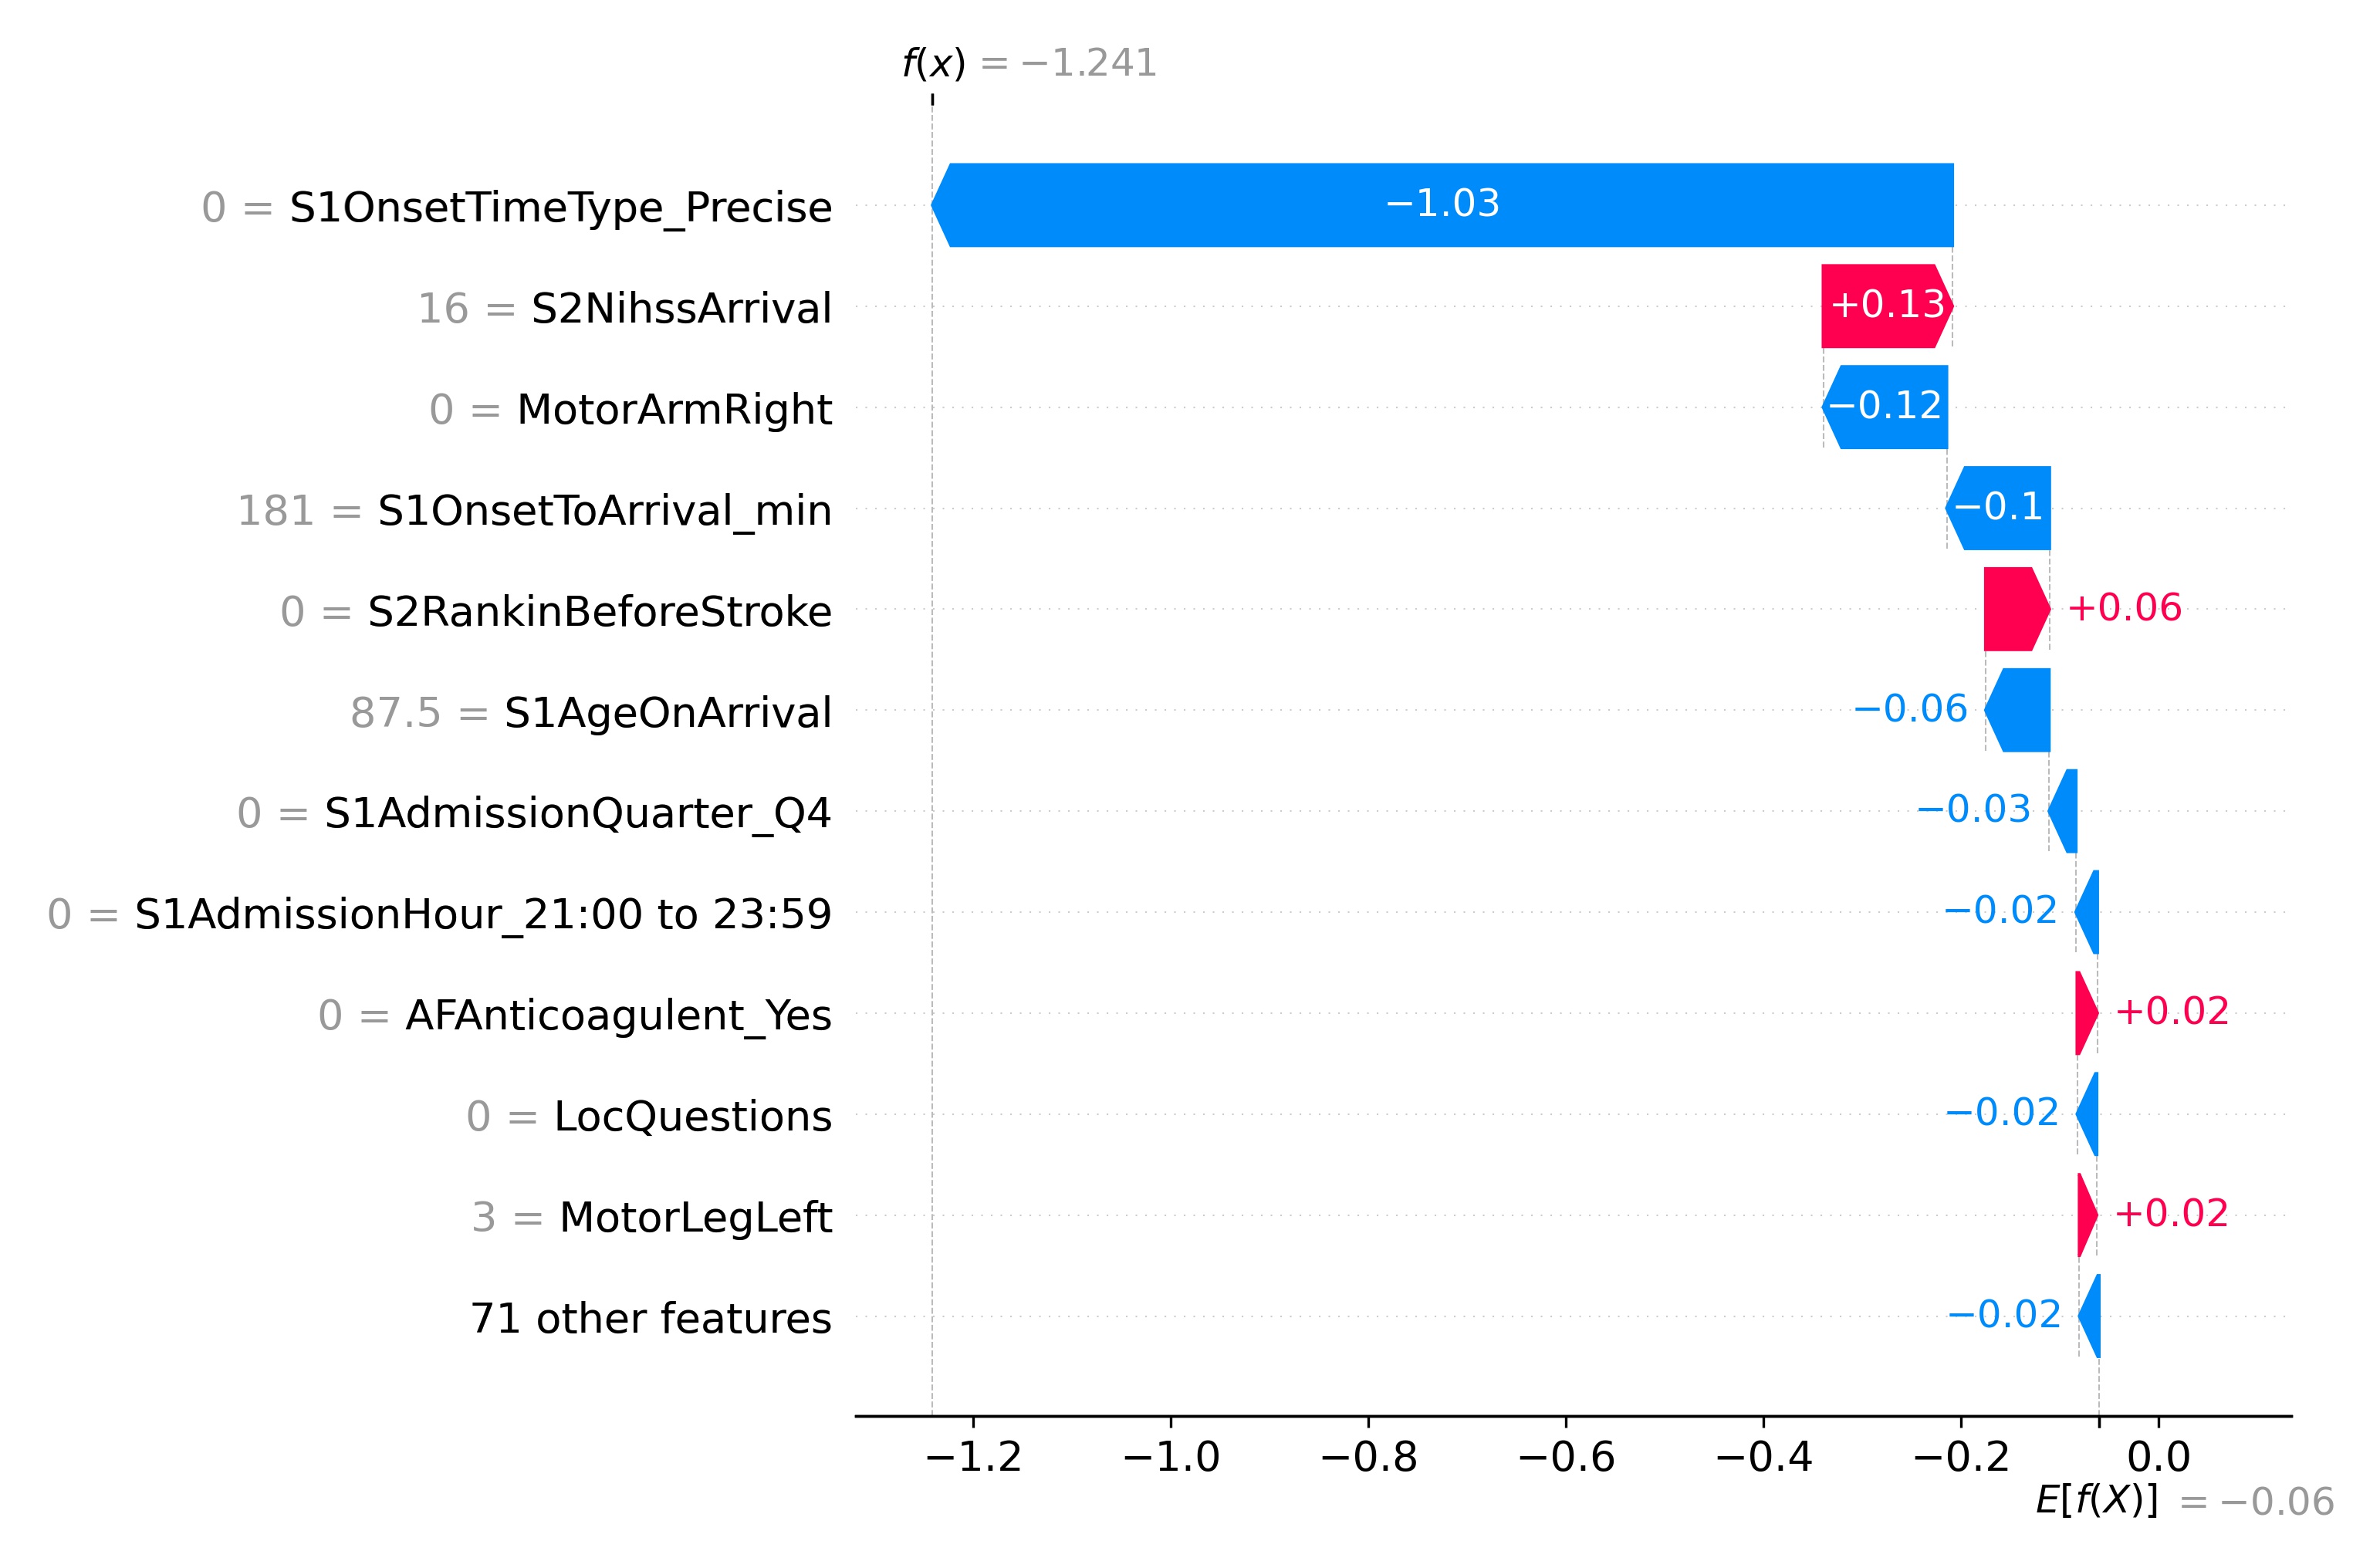 f(x) = −1.241
0 = S1OnsetTimeType_Precise −1.03
16 = S2NihssArrival +0.13
0 = MotorArmRight −0.12
181 = S1OnsetToArrival_min −0.1
0 = S2RankinBeforeStroke +0.06
87.5 = S1AgeOnArrival −0.06
0 = S1AdmissionQuarter_Q4 −0.03
0 = S1AdmissionHour_21:00 to 23:59 −0.02
0 = AFAnticoagulent_Yes +0.02
0 = LocQuestions −0.02
3 = MotorLegLeft +0.02
71 other features −0.02
−1.2 −1.0 −0.8 −0.6 −0.4 −0.2 0.0
E[f(X)] = −0.06